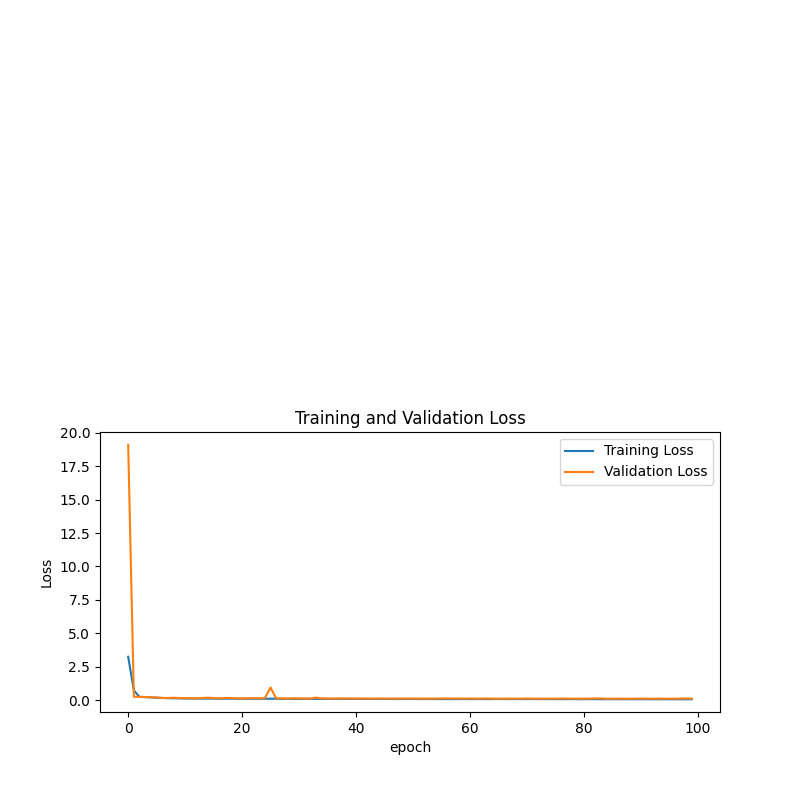 Training and Validation Loss
20.0
17.5
15.0
12.5
10.0
7.5
5.0
2.5
0.0
Loss
Training Loss
Validation Loss
0 20 40 60 80 100
epoch